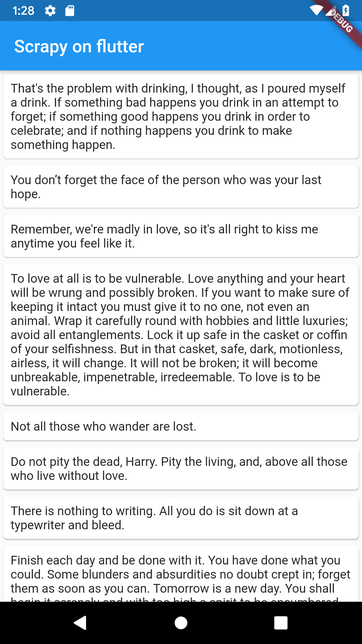 1:28
DEBUG
Scrapy on flutter
That's the problem with drinking, I thought, as I poured myself
a drink. If something bad happens you drink in an attempt to
forget; if something good happens you drink in order to
celebrate; and if nothing happens you drink to make
something happen.
You don’t forget the face of the person who was your last
hope.
Remember, we're madly in love, so it's all right to kiss me
anytime you feel like it.
To love at all is to be vulnerable. Love anything and your heart
will be wrung and possibly broken. If you want to make sure of
keeping it intact you must give it to no one, not even an
animal. Wrap it carefully round with hobbies and little luxuries;
avoid all entanglements. Lock it up safe in the casket or coffin
of your selfishness. But in that casket, safe, dark, motionless,
airless, it will change. It will not be broken; it will become
unbreakable, impenetrable, irredeemable. To love is to be
vulnerable.
Not all those who wander are lost.
Do not pity the dead, Harry. Pity the living, and, above all those
who live without love.
There is nothing to writing. All you do is sit down at a
typewriter and bleed.
Finish each day and be done with it. You have done what you
could. Some blunders and absurdities no doubt crept in; forget
them as soon as you can. Tomorrow is a new day. You shall
begin it serenely and with too high a spirit to be encumbered